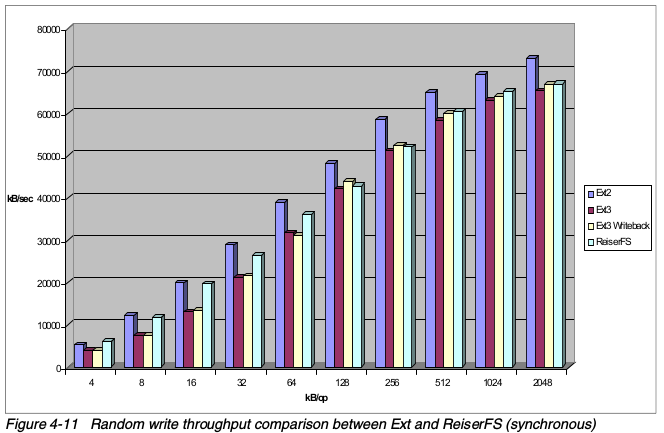 80000
70000
60000
50000
40000
30000
20000
10000
0
kB/sec
4 8 16 32 64 128 256 512 1024 2048
kB/op
Ext2
Ext3
Ext3 Writeback
ReiserFS
Figure 4-11 Random write throughput comparison between Ext and ReiserFS (synchronous)